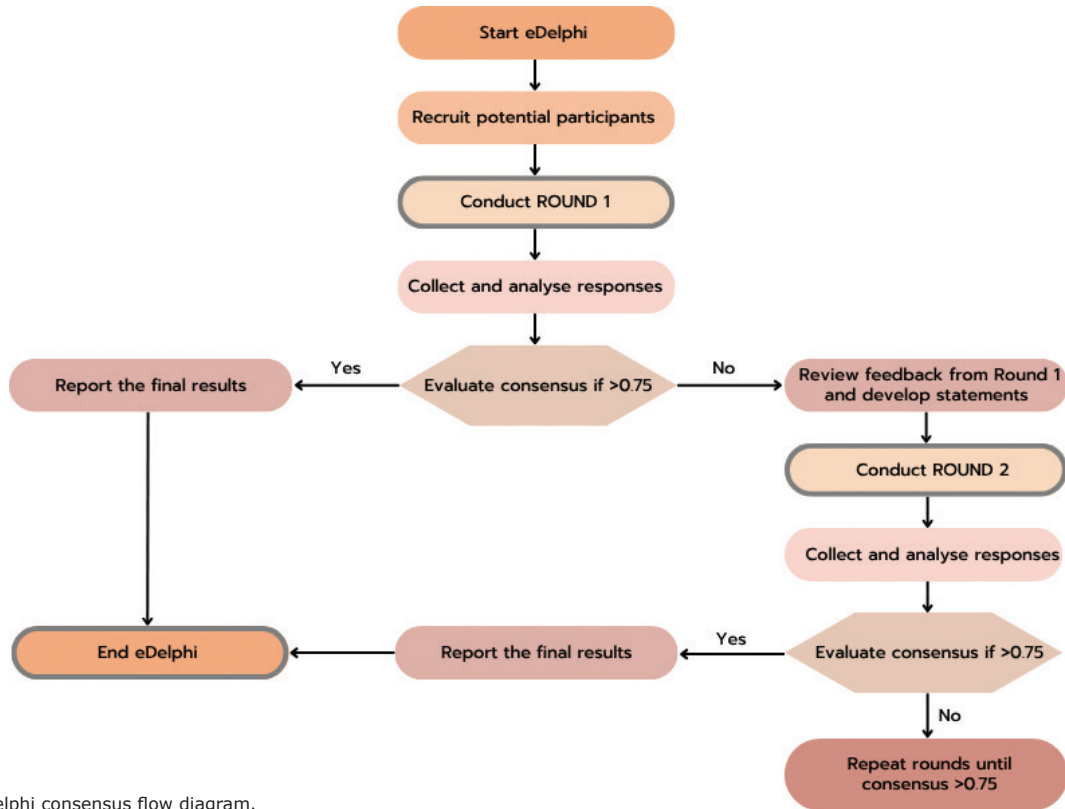 Start eDelphi
Recruit potential participants
Conduct ROUND 1
Collect and analyse responses
Report the final results
Yes
Evaluate consensus if >0.75
No
Review feedback from Round 1
and develop statements
Conduct ROUND 2
Collect and analyse responses
End eDelphi
Report the final results
Yes
Evaluate consensus if >0.75
No
Repeat rounds until
consensus >0.75
consensus flow diagram.